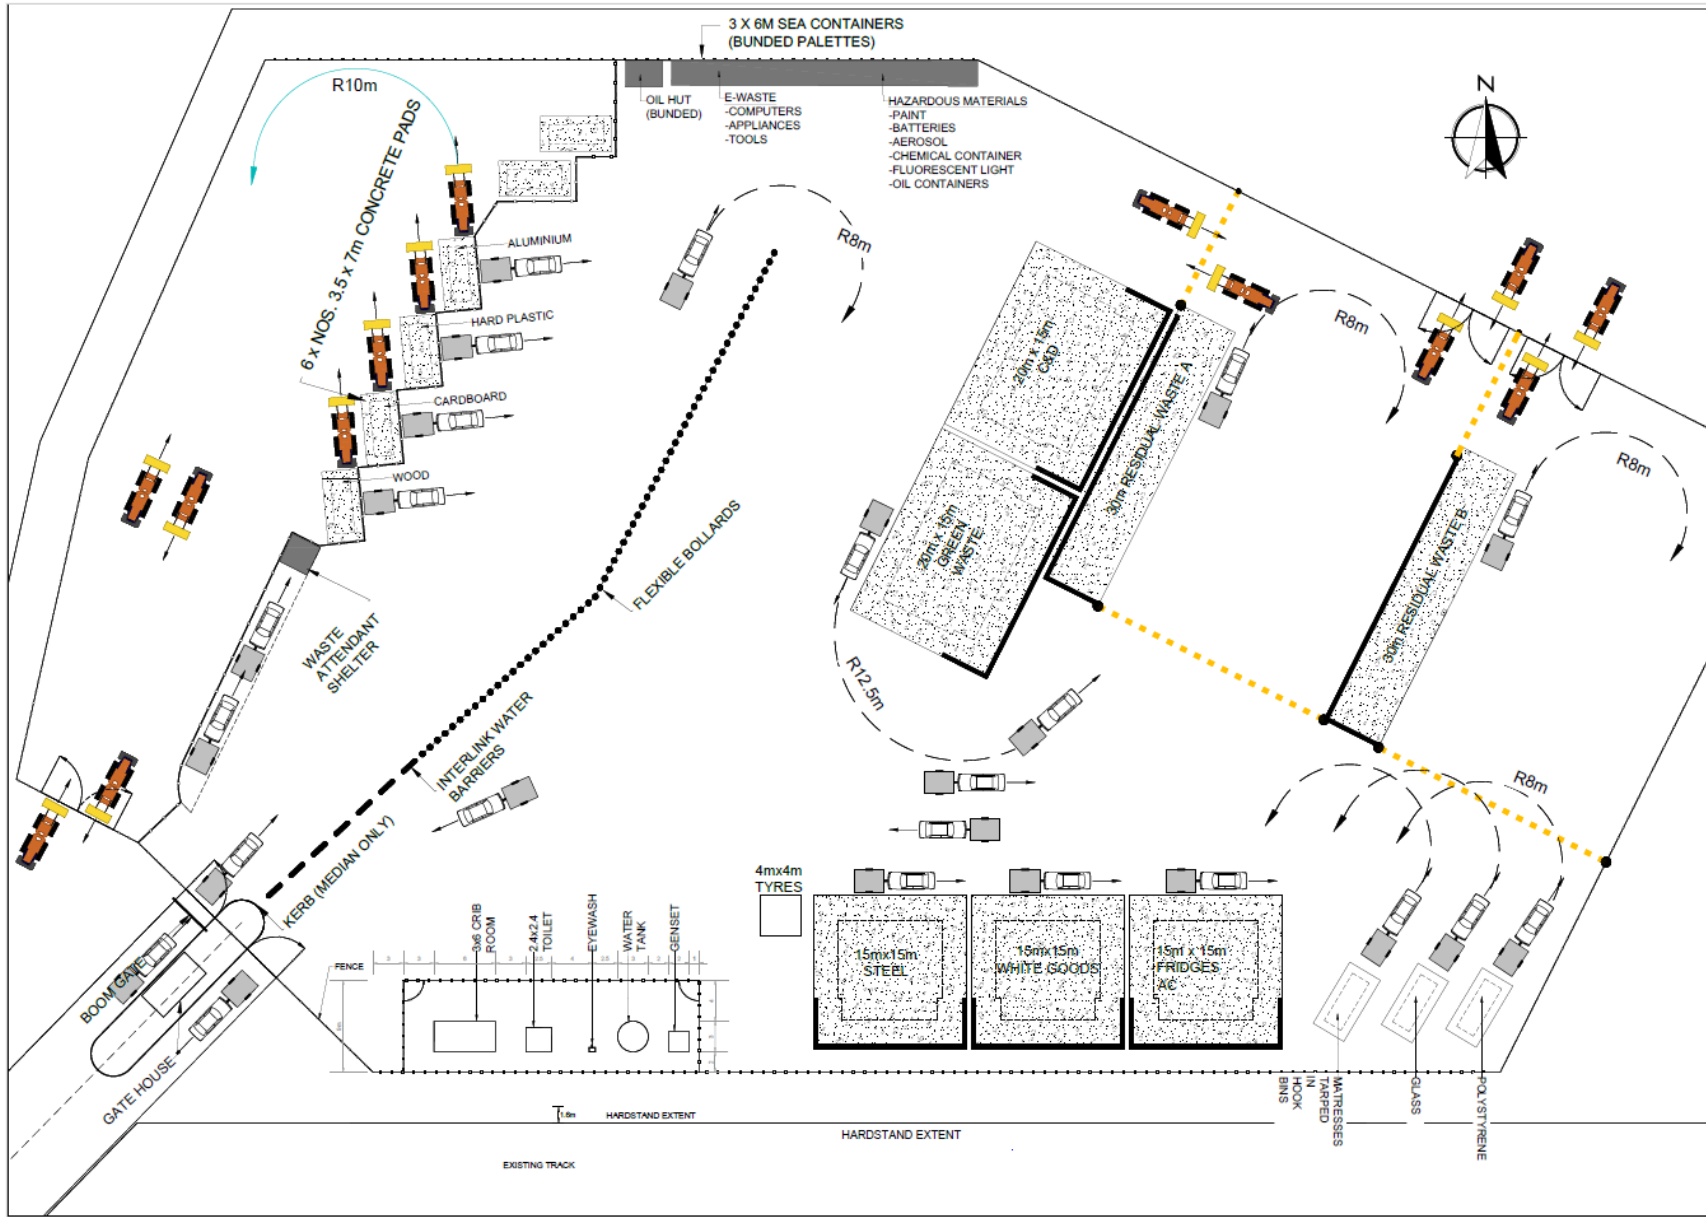 3 X 6M SEA CONTAINERS
(BUNDED PALETTES)
R10m
N
OIL HUT
(BUNDED)
E-WASTE
-COMPUTERS
-APPLIANCES
-TOOLS
HAZARDOUS MATERIALS
-PAINT
-BATTERIES
-AEROSOL
-CHEMICAL CONTAINER
-FLUORESCENT LIGHT
-OIL CONTAINERS
6 x NOS. 3.5 x 7m CONCRETE PADS
ALUMINIUM
HARD PLASTIC
CARDBOARD
WOOD
R8m
R8m
R8m
20m x 15m
C&D
30m RESIDUAL WASTE A
20m x 15m
GREEN
WASTE
30m RESIDUAL WASTE B
FLEXIBLE BOLLARDS
WASTE
ATTENDANT
SHELTER
R12.5m
INTERLINK WATER
BARRIERS
R8m
KERB (MEDIAN ONLY)
4mx4m
TYRES
BOOM GATE
GATE HOUSE
FENCE
3x6 CRIB
ROOM
2.4x2.4
TOILET
EYEWASH
WATER
TANK
GENSET
15mx15m
STEEL
15mx15m
WHITE GOODS
15m x 15m
FRIDGES
AC
MATRESSES
IN
TARPED
HOOK
BINS
GLASS
POLYSTYRENE
1.6m
HARDSTAND EXTENT
HARDSTAND EXTENT
EXISTING TRACK